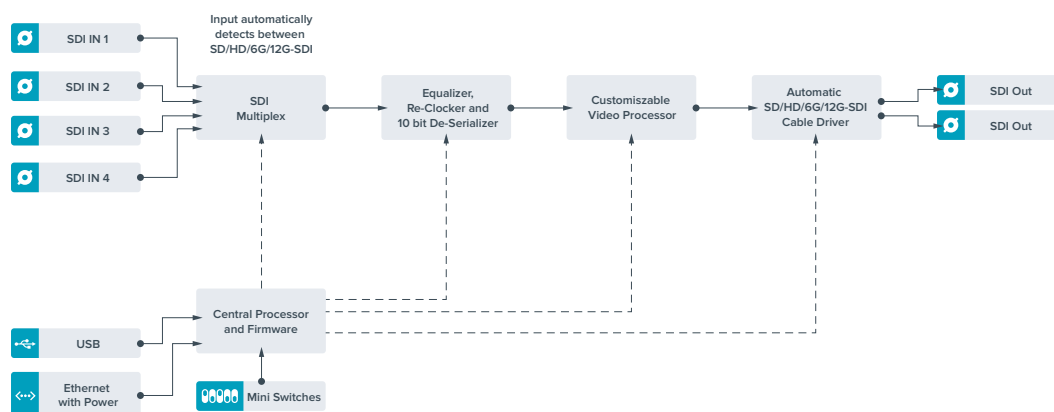 Input automatically
detects between
SD/HD/6G/12G-SDI
SDI IN 1
SDI IN 2
SDI IN 3
SDI IN 4
SDI
Multiplex
Equalizer,
Re-Clocker and
10 bit De-Serializer
Customiszable
Video Processor
Automatic
SD/HD/6G/12G-SDI
Cable Driver
SDI Out
SDI Out
Central Processor
and Firmware
USB
Ethernet
with Power
Mini Switches